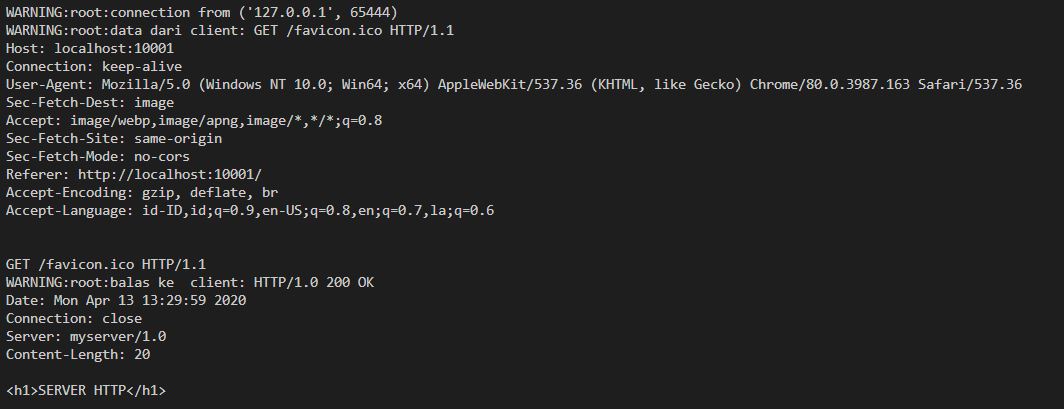 WARNING:root:connection from ('127.0.0.1', 65444)
WARNING:root:data dari client: GET /favicon.ico HTTP/1.1
Host: localhost:10001
Connection: keep-alive
User-Agent: Mozilla/5.0 (Windows NT 10.0; Win64; x64) AppleWebKit/537.36 (KHTML, like Gecko) Chrome/80.0.3987.163 Safari/537.36
Sec-Fetch-Dest: image
Accept: image/webp,image/apng,image/*,*/*;q=0.8
Sec-Fetch-Site: same-origin
Sec-Fetch-Mode: no-cors
Referer: http://localhost:10001/
Accept-Encoding: gzip, deflate, br
Accept-Language: id-ID,id;q=0.9,en-US;q=0.8,en;q=0.7,la;q=0.6
GET /favicon.ico HTTP/1.1
WARNING:root:balas ke  client: HTTP/1.0 200 OK
Date: Mon Apr 13 13:29:59 2020
Connection: close
Server: myserver/1.0
Content-Length: 20
<h1>SERVER HTTP</h1>